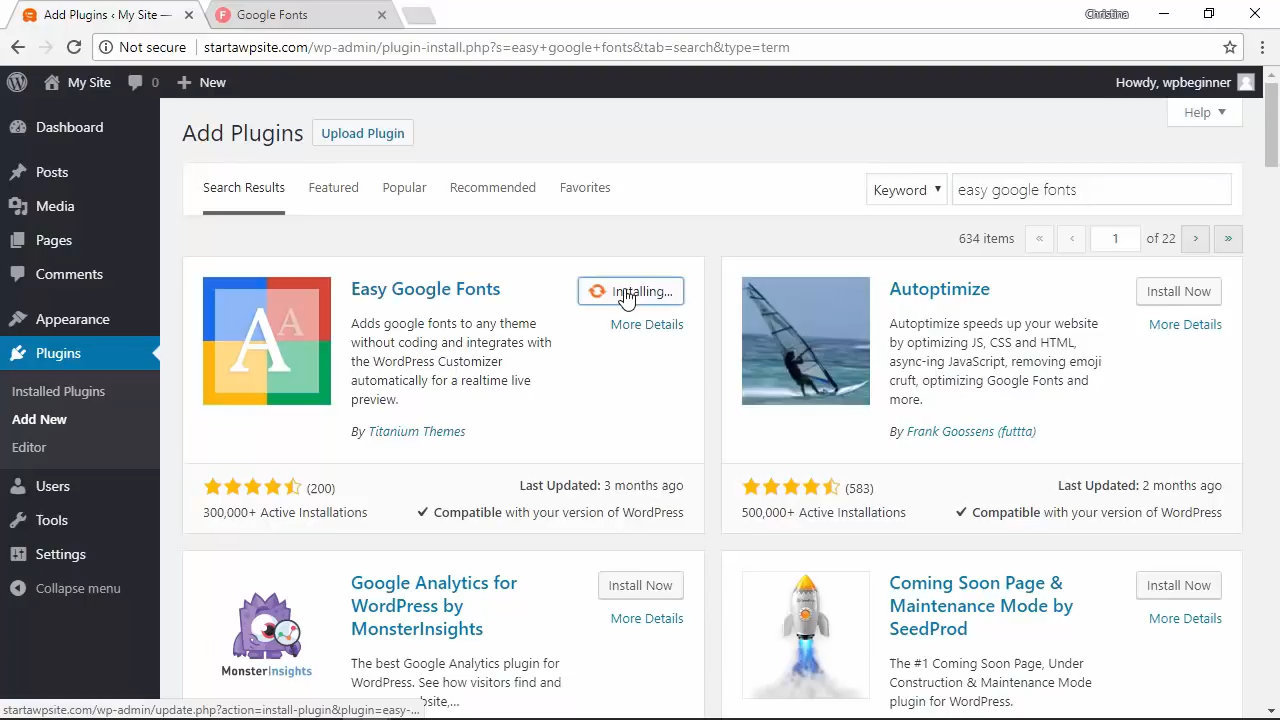 Add Plugins ‹ My Site —
Google Fonts
Christina
Not secure
startawpsite.com/wp-admin/plugin-install.php?s=easy+google+fonts&tab=search&type=term
My Site
0
New
Howdy, wpbeginner
Dashboard
Posts
Media
Pages
Comments
Appearance
Plugins
Installed Plugins
Add New
Editor
Users
Tools
Settings
Collapse menu
Help
Add Plugins
Upload Plugin
Search Results
Featured
Popular
Recommended
Favorites
Keyword
easy google fonts
634 items
«
‹
1
of 22
›
»
Easy Google Fonts
Installing...
More Details
Adds google fonts to any theme
without coding and integrates with
the WordPress Customizer
automatically for a realtime live
preview.
By Titanium Themes
(200)
Last Updated: 3 months ago
300,000+ Active Installations
Compatible with your version of WordPress
Autoptimize
Install Now
More Details
Autoptimize speeds up your website
by optimizing JS, CSS and HTML,
async-ing JavaScript, removing emoji
cruft, optimizing Google Fonts and
more.
By Frank Goossens (futtta)
(583)
Last Updated: 2 months ago
500,000+ Active Installations
Compatible with your version of WordPress
MonsterInsights
Google Analytics for
WordPress by
MonsterInsights
Install Now
More Details
The best Google Analytics plugin for
WordPress. See how visitors find and
Coming Soon Page &
Maintenance Mode by
SeedProd
Install Now
More Details
The #1 Coming Soon Page, Under
Construction & Maintenance Mode
plugin for WordPress.
startawpsite.com/wp-admin/update.php?action=install-plugin&plugin=easy-...